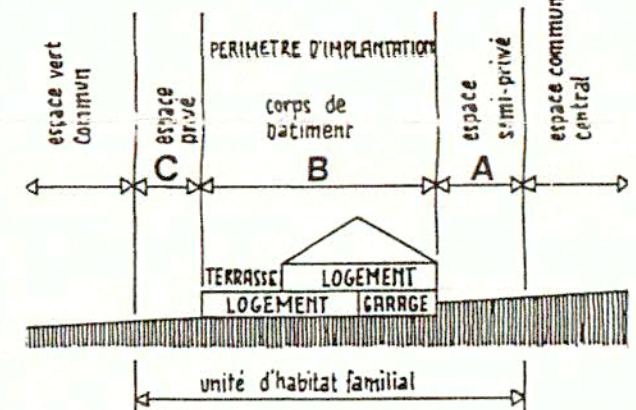 espace vert
commun
espace
privé
PERIMETRE D'IMPLANTATION
corps de
batiment
espace
semi-privé
espace commun
central
C
B
A
TERRASSE
LOGEMENT
LOGEMENT
GARAGE
unité d'habitat familial